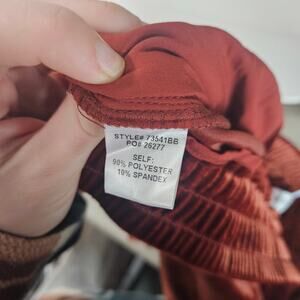 STYLE# 73541BB
PO# 26277
SELF:
90% POLYESTER
10% SPANDEX